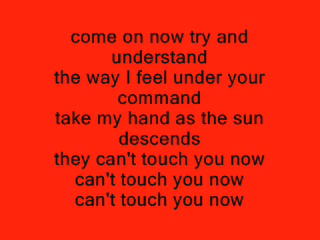 come on now try and
understand
the way I feel under your
command
take my hand as the sun
descends
they can't touch you now
can't touch you now
can't touch you now